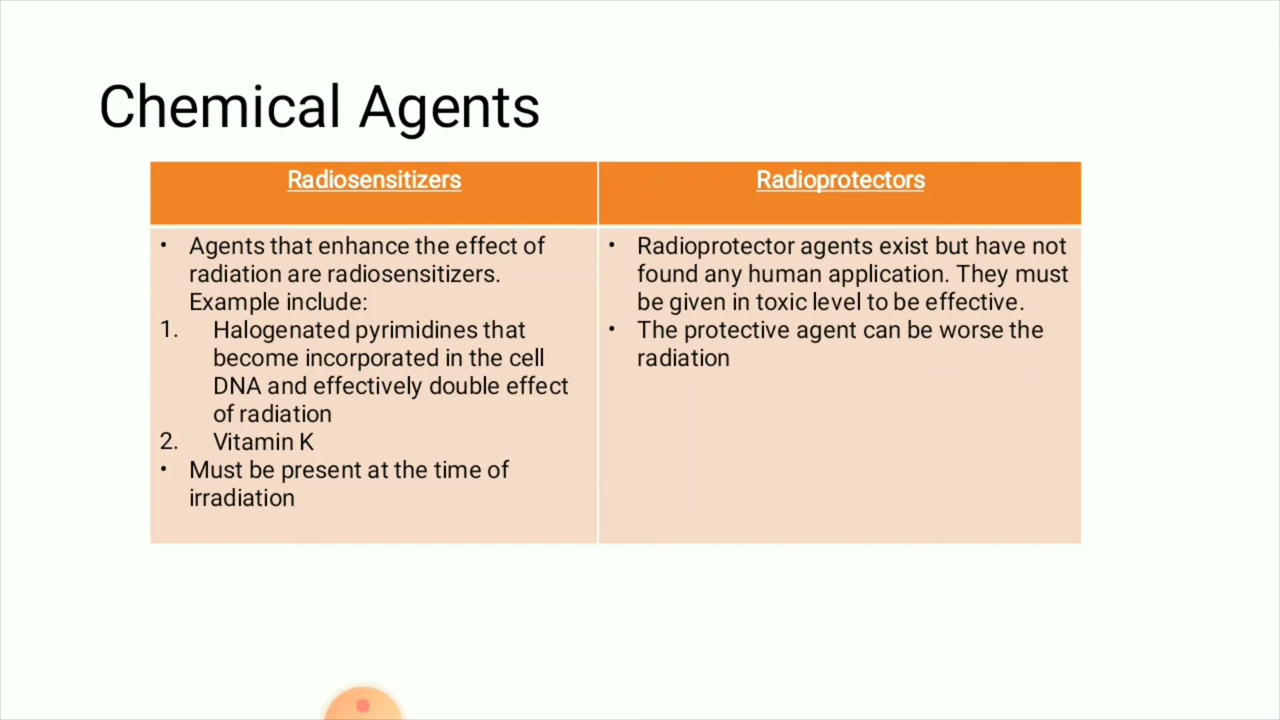 Chemical Agents
Radiosensitizers
• Agents that enhance the effect of
radiation are radiosensitizers.
Example include:
1. Halogenated pyrimidines that
become incorporated in the cell
DNA and effectively double effect
of radiation
2. Vitamin K
• Must be present at the time of
irradiation
Radioprotectors
• Radioprotector agents exist but have not
found any human application. They must
be given in toxic level to be effective.
• The protective agent can be worse the
radiation